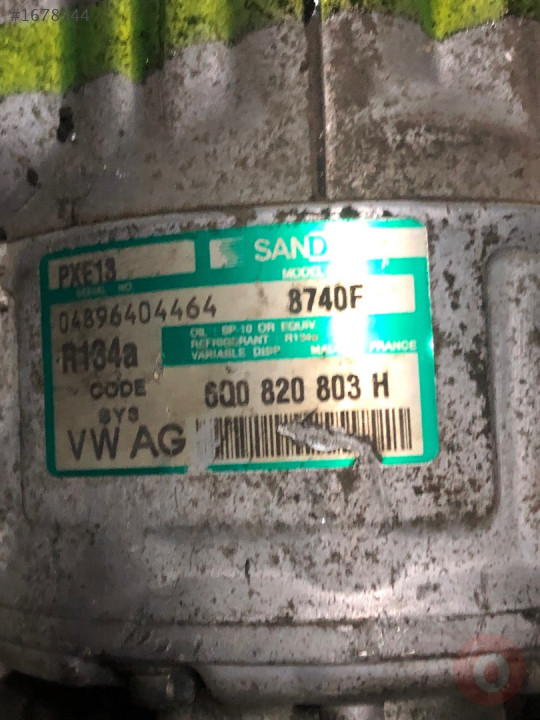 PXE13
SAND
SERIAL NO
MODEL
04896404464 8740F
OIL : SP-10 OR EQUIV
REFRIGERANT R134a
VARIABLE DISP FRANCE
R134a
CODE 6Q0 820 803 H
SYS
VW AG